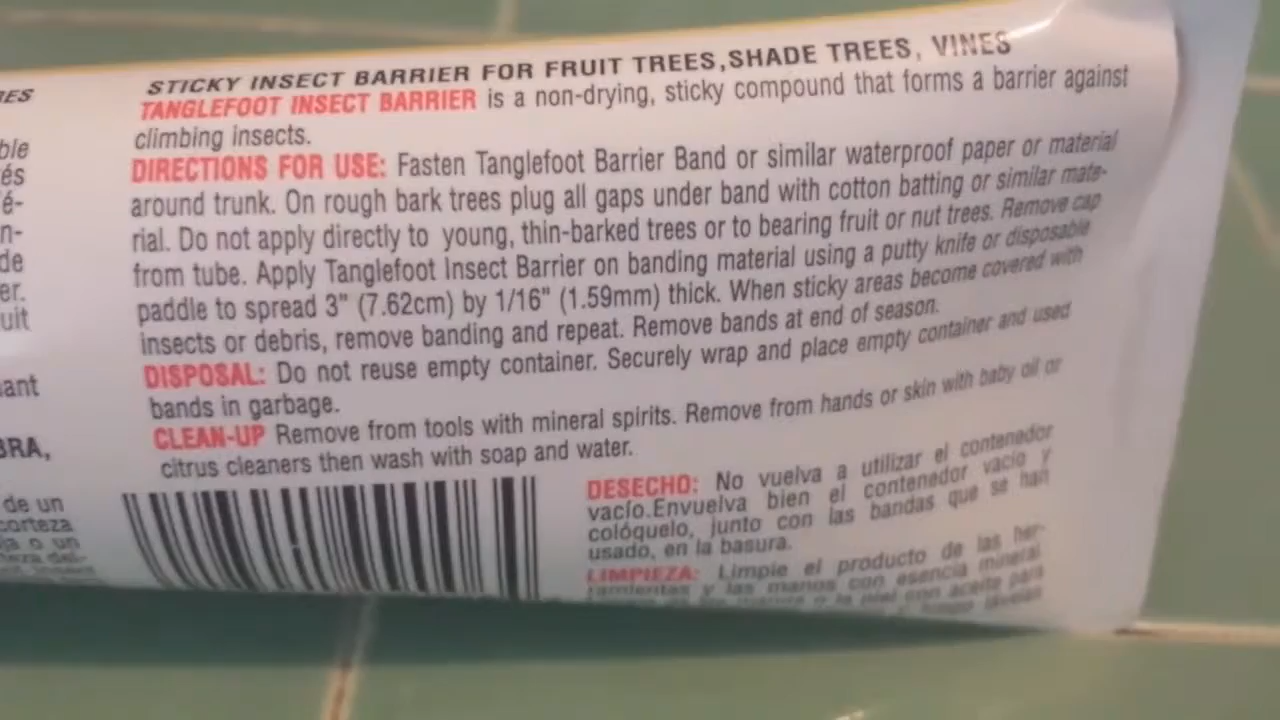 STICKY INSECT BARRIER FOR FRUIT TREES,SHADE TREES, VINES
TANGLEFOOT INSECT BARRIER is a non-drying, sticky compound that forms a barrier against
climbing insects.
DIRECTIONS FOR USE: Fasten Tanglefoot Barrier Band or similar waterproof paper or material
around trunk. On rough bark trees plug all gaps under band with cotton batting or similar mate-
rial. Do not apply directly to young, thin-barked trees or to bearing fruit or nut trees. Remove cap
from tube. Apply Tanglefoot Insect Barrier on banding material using a putty knife or disposable
paddle to spread 3" (7.62cm) by 1/16" (1.59mm) thick. When sticky areas become covered with
insects or debris, remove banding and repeat. Remove bands at end of season.
DISPOSAL: Do not reuse empty container. Securely wrap and place empty container and used
bands in garbage.
CLEAN-UP Remove from tools with mineral spirits. Remove from hands or skin with baby oil or
citrus cleaners then wash with soap and water.
DESECHO: No vuelva a utilizar el contenedor
vacío.Envuelva bien el contenedor vacío y
colóquelo, junto con las bandas que se han
usado, en la basura.
LIMPIEZA: Limpie el producto de las her-
ramientas y las manos con esencia mineral
la piel con aceite para
de un
corteza
ja o un